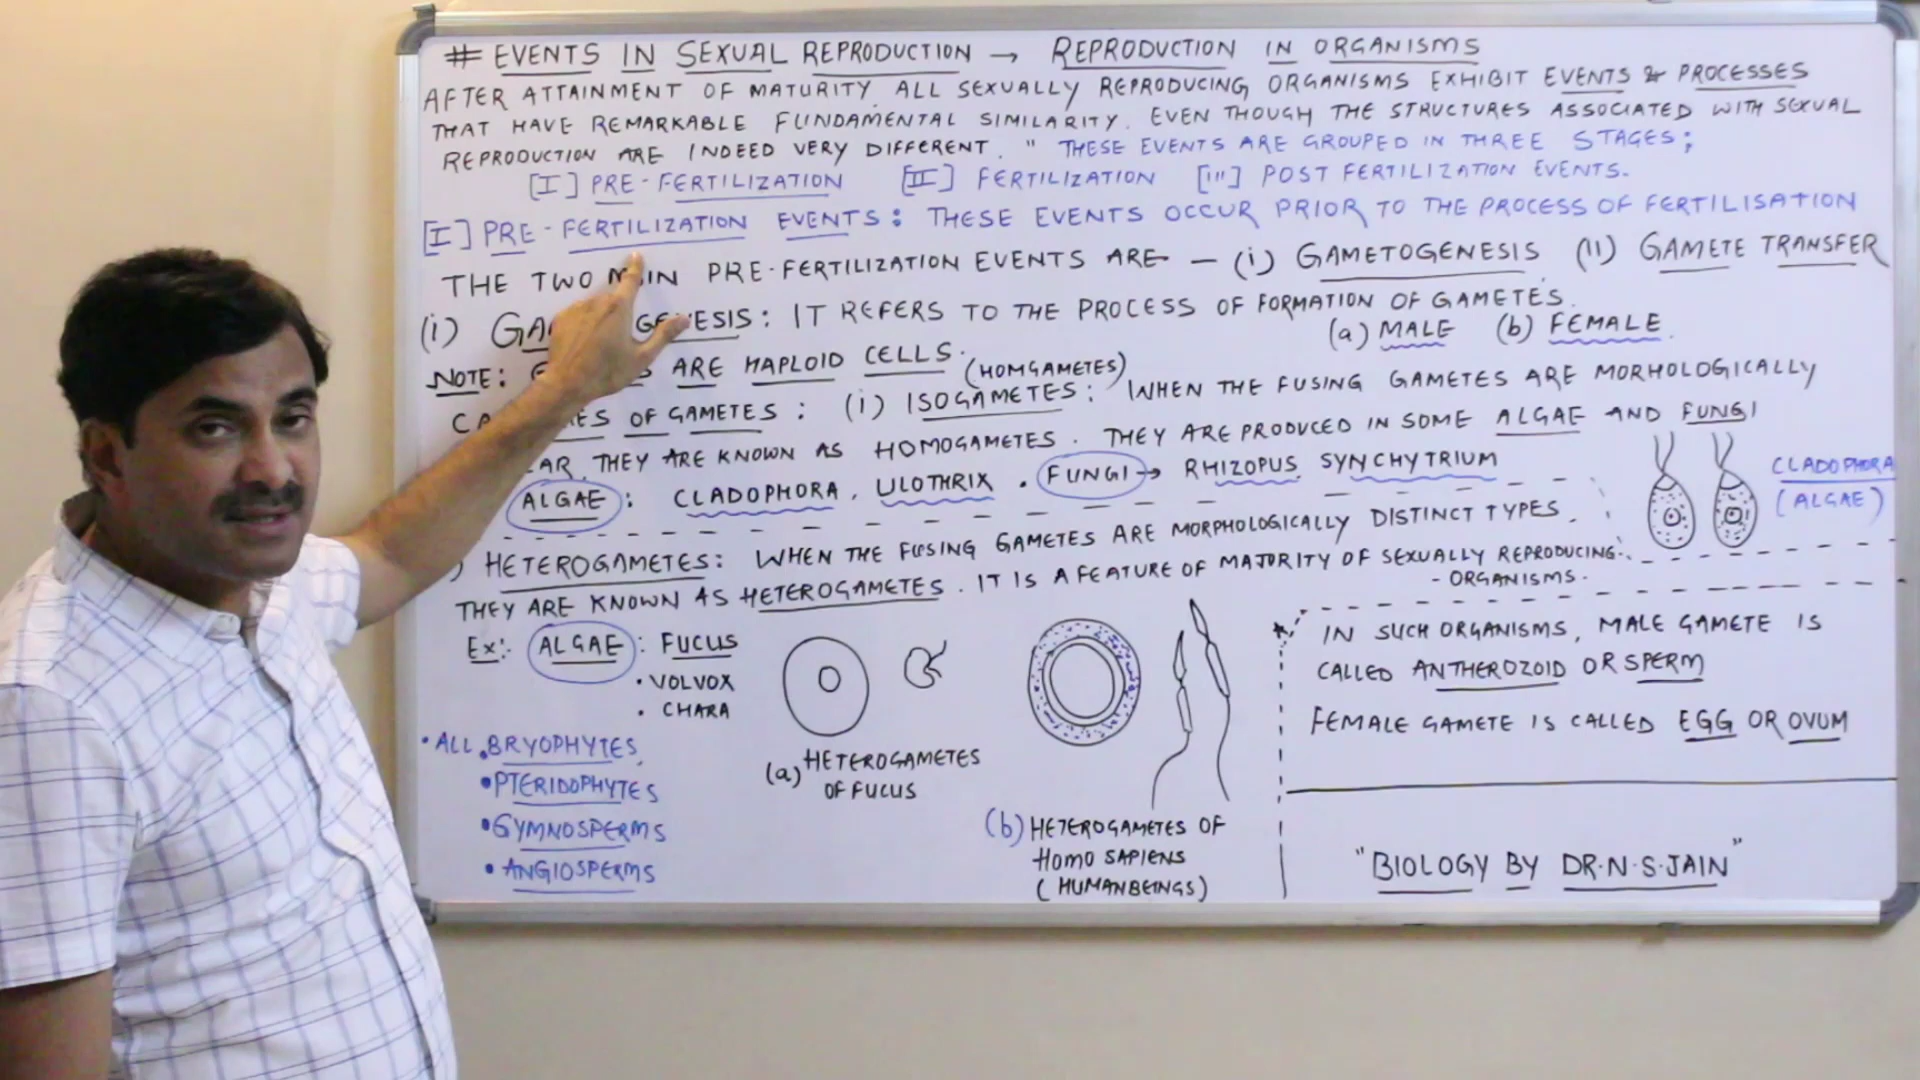 # EVENTS IN SEXUAL REPRODUCTION → REPRODUCTION IN ORGANISMS
AFTER ATTAINMENT OF MATURITY, ALL SEXUALLY REPRODUCING ORGANISMS EXHIBIT EVENTS & PROCESSES
THAT HAVE REMARKABLE FUNDAMENTAL SIMILARITY, EVEN THOUGH THE STRUCTURES ASSOCIATED WITH SEXUAL
REPRODUCTION ARE INDEED VERY DIFFERENT. " THESE EVENTS ARE GROUPED IN THREE STAGES;
[I] PRE-FERTILIZATION [II] FERTILIZATION [III] POST FERTILIZATION EVENTS.
[I] PRE-FERTILIZATION EVENTS: THESE EVENTS OCCUR PRIOR TO THE PROCESS OF FERTILISATION
THE TWO PRE-FERTILIZATION EVENTS ARE — (i) GAMETOGENESIS (II) GAMETE TRANSFER
(i) : IT REFERS TO THE PROCESS OF FORMATION OF GAMETES.
(a) MALE (b) FEMALE.
NOTE: ARE HAPLOID CELLS.
(HOMGAMETES)
OF GAMETES: (i) ISOGAMETES: WHEN THE FUSING GAMETES ARE MORHOLOGICALLY
THEY ARE KNOWN AS HOMOGAMETES. THEY ARE PRODUCED IN SOME ALGAE AND FUNGI
ALGAE: CLADOPHORA, ULOTHRIX. FUNGI → RHIZOPUS, SYNCHYTRIUM
CLADOPHORA
(ALGAE)
) HETEROGAMETES: WHEN THE FUSING GAMETES ARE MORPHOLOGICALLY DISTINCT TYPES,
THEY ARE KNOWN AS HETEROGAMETES. IT IS A FEATURE OF MAJORITY OF SEXUALLY REPRODUCING
- ORGANISMS.
Ex:- ALGAE: FUCUS
• VOLVOX
• CHARA
• ALL • BRYOPHYTES,
• PTERIDOPHYTES
• GYMNOSPERMS
• ANGIOSPERMS
(a) HETEROGAMETES
OF FUCUS
(b) HETEROGAMETES OF
HOMO SAPIENS
(HUMANBEINGS)
IN SUCH ORGANISMS, MALE GAMETE IS
CALLED ANTHEROZOID OR SPERM
FEMALE GAMETE IS CALLED EGG OR OVUM
"BIOLOGY BY DR.N.S.JAIN"